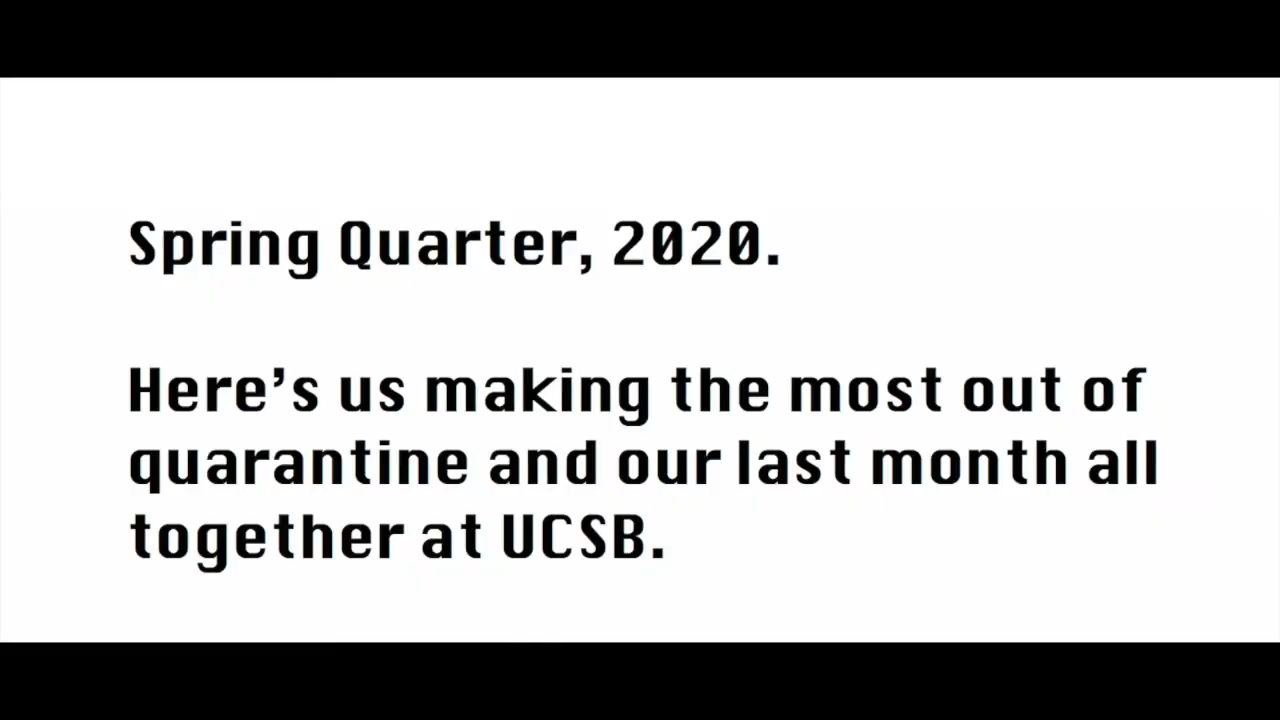 Spring Quarter, 2020.
Here’s us making the most out of
quarantine and our last month all
together at UCSB.